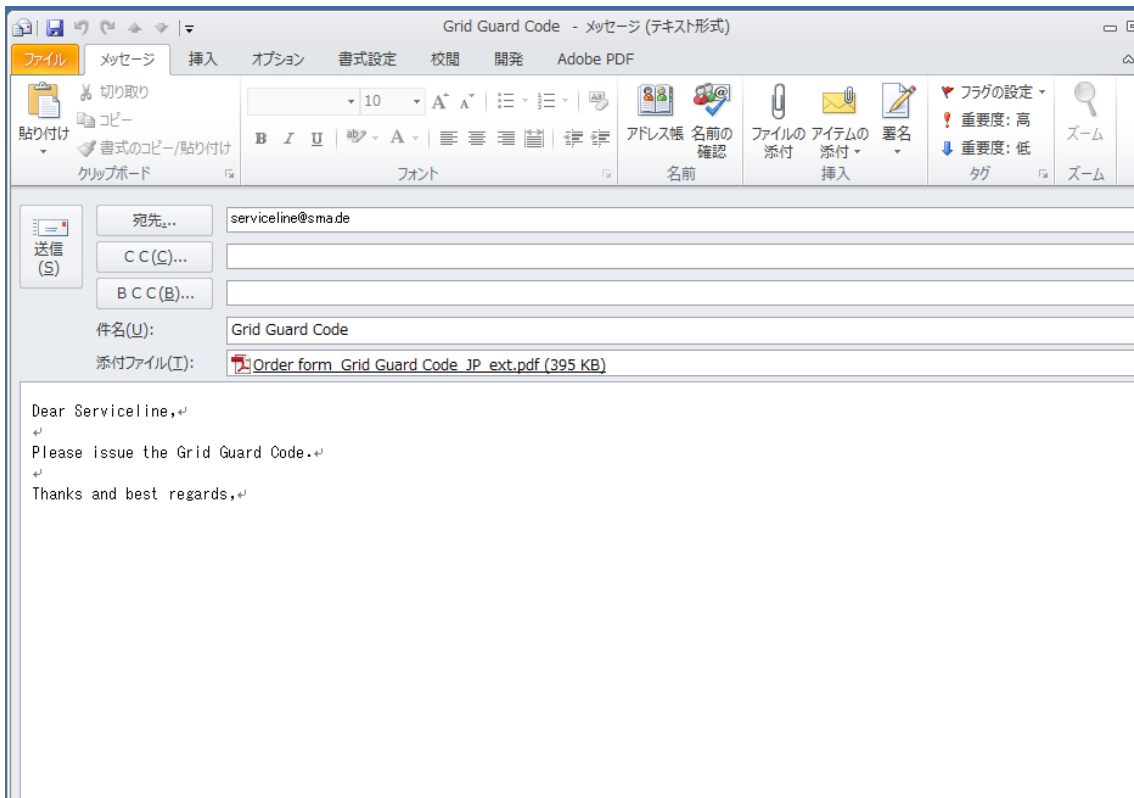 Grid Guard Code - メッセージ (テキスト形式)
ファイル メッセージ 挿入 オプション 書式設定 校閲 開発 Adobe PDF
貼り付け
切り取り
コピー
書式のコピー/貼り付け
クリップボード
10
B I U
フォント
アドレス帳 名前の確認
名前
ファイルの添付 アイテムの添付 署名
挿入
フラグの設定
重要度: 高
重要度: 低
タグ
ズーム
ズーム
送信(S)
宛先... serviceline@sma.de
C C(C)...
B C C(B)...
件名(U): Grid Guard Code
添付ファイル(T): Order form_Grid Guard Code_JP_ext.pdf (395 KB)
Dear Serviceline,
Please issue the Grid Guard Code.
Thanks and best regards,